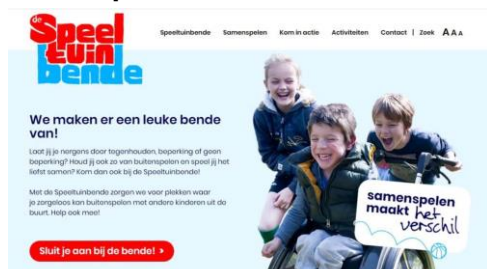 de
Speel
tuin
bende
Speeltuinbende Samenspelen Kom in actie Activiteiten Contact | Zoek A A A
We maken er een leuke bende
van!
Laat jij je nergens door tegenhouden, beperking of geen
beperking? Houd jij ook zo van buitenspelen en speel jij het
liefst samen? Kom dan ook bij de Speeltuinbende!
Met de Speeltuinbende zorgen we voor plekken waar
je zorgeloos kan buitenspelen met andere kinderen uit de
buurt. Help ook mee!
Sluit je aan bij de bende! >
samenspelen
maakt het
verschil